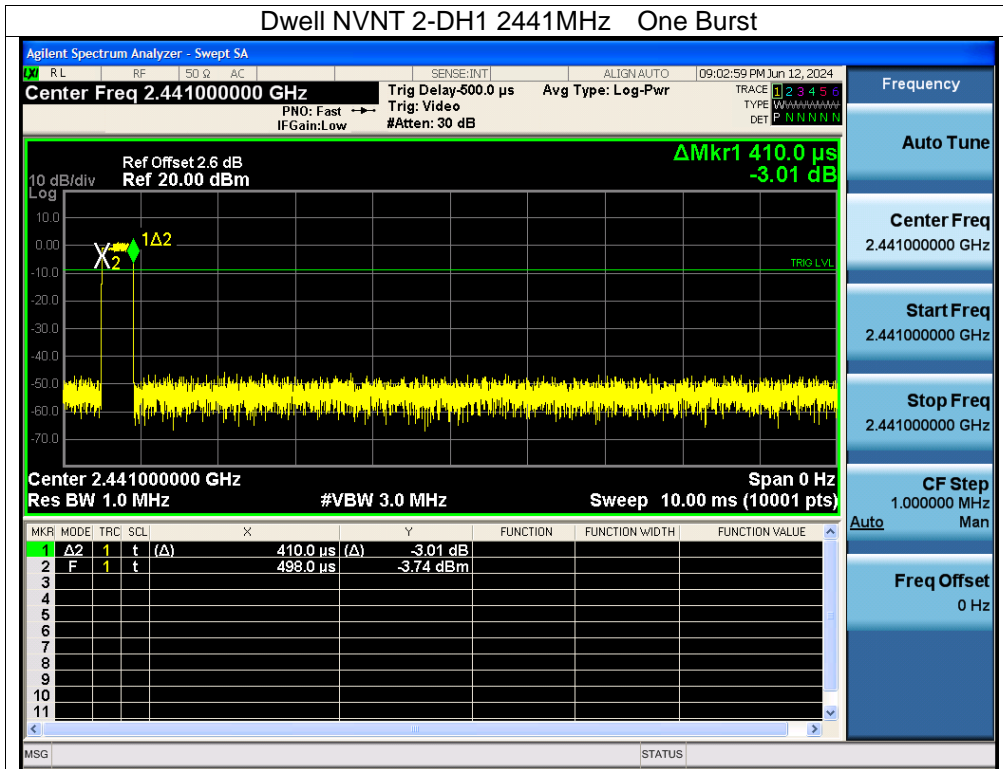 Dwell NVNT 2-DH1 2441MHz One Burst
Agilent Spectrum Analyzer - Swept SA
LXI RL RF 50 Ω AC SENSE:INT ALIGN AUTO 09:02:59 PM Jun 12, 2024
Center Freq 2.441000000 GHz
PNO: Fast
IFGain:Low
Trig Delay-500.0 µs
Trig: Video
#Atten: 30 dB
Avg Type: Log-Pwr
TRACE 1 2 3 4 5 6
TYPE WWWWWW
DET P N N N N N
ΔMkr1 410.0 µs
-3.01 dB
Ref Offset 2.6 dB
10 dB/div Ref 20.00 dBm
Log
10.0
0.00
-10.0
-20.0
-30.0
-40.0
-50.0
-60.0
-70.0
1Δ2
2
TRIG LVL
Center 2.441000000 GHz Span 0 Hz
Res BW 1.0 MHz #VBW 3.0 MHz Sweep 10.00 ms (10001 pts)
MKR MODE TRC SCL X Y FUNCTION FUNCTION WIDTH FUNCTION VALUE
1 Δ2 1 t (Δ) 410.0 µs (Δ) -3.01 dB
2 F 1 t 498.0 µs -3.74 dBm
3
4
5
6
7
8
9
10
11
MSG STATUS
Frequency
Auto Tune
Center Freq
2.441000000 GHz
Start Freq
2.441000000 GHz
Stop Freq
2.441000000 GHz
CF Step
1.000000 MHz
Auto Man
Freq Offset
0 Hz